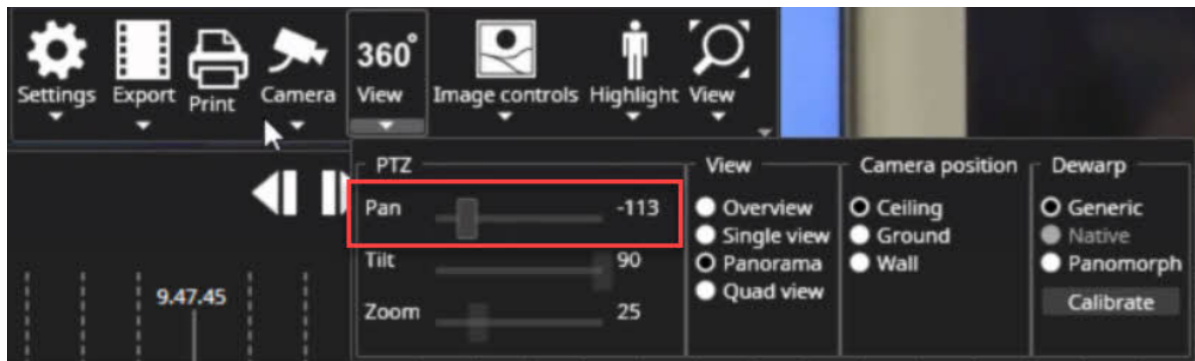 360°
Settings Export Print Camera View Image controls Highlight View
PTZ View Camera position Dewarp
Pan -113 Overview Ceiling Generic
Single view Ground Native
Tilt 90 Panorama Wall Panomorph
Quad view
Zoom 25 Calibrate
9.47.45